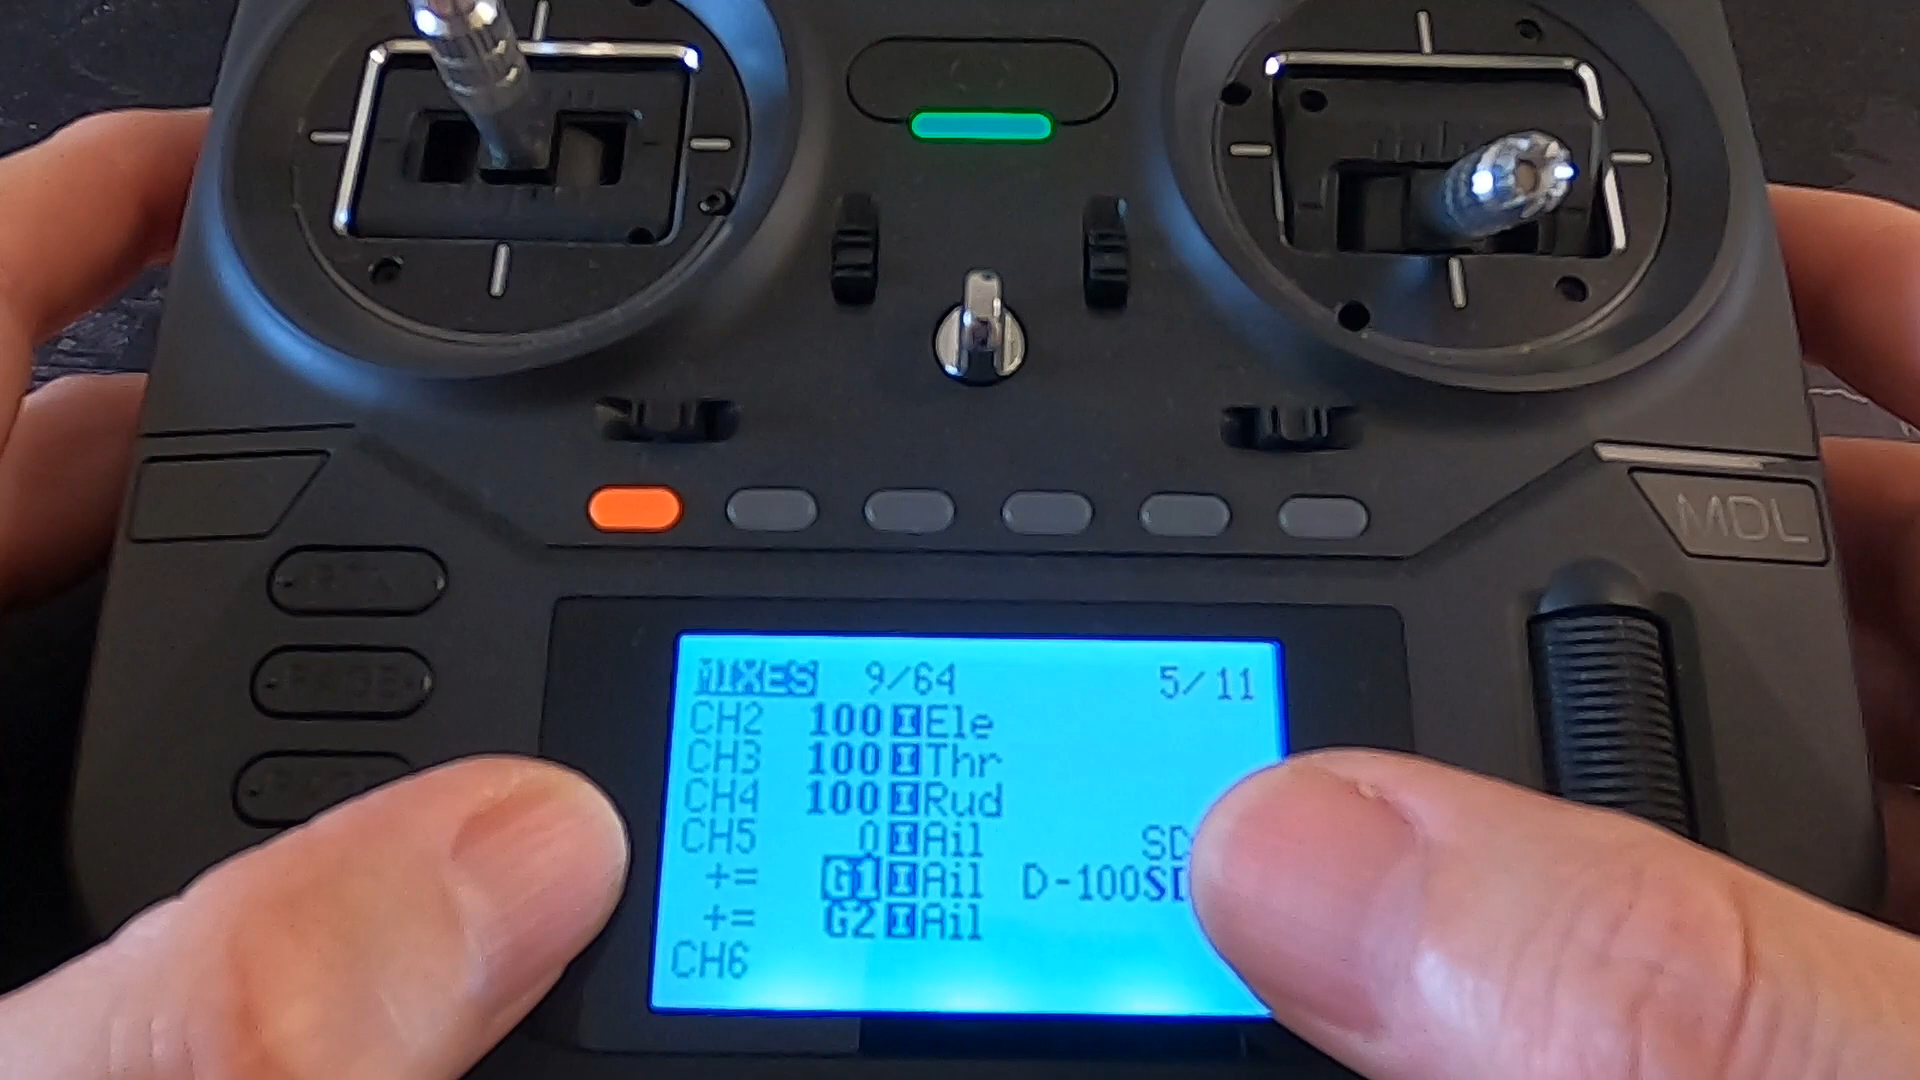 MDL
MIXES 9/64 5/11
CH2 100 I Ele
CH3 100 I Thr
CH4 100 I Rud
CH5 0 I Ail SD
+= G1 I Ail D-100SD
+= G2 I Ail
CH6